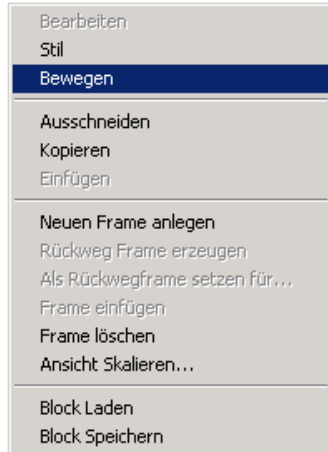 Bearbeiten
Stil
Bewegen
Ausschneiden
Kopieren
Einfügen
Neuen Frame anlegen
Rückweg Frame erzeugen
Als Rückwegframe setzen für...
Frame einfügen
Frame löschen
Ansicht Skalieren...
Block Laden
Block Speichern